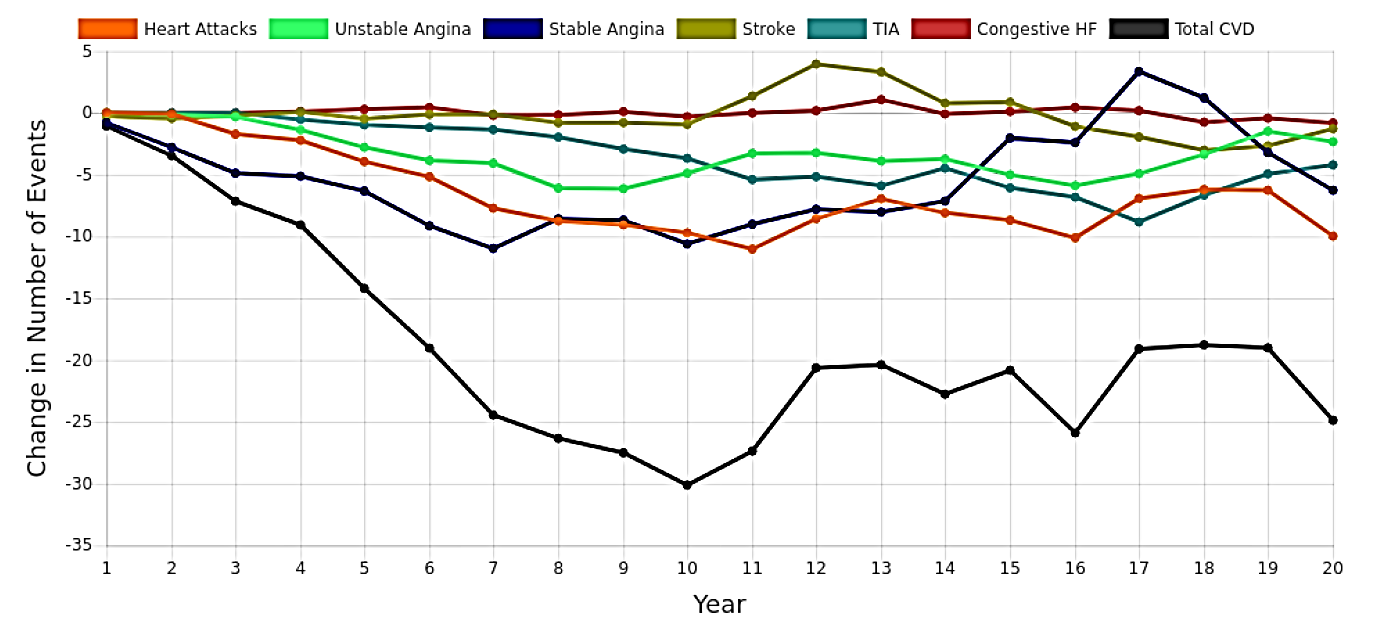 Heart Attacks Unstable Angina Stable Angina Stroke TIA Congestive HF Total CVD
5
0
-5
-10
-15
-20
-25
-30
-35
Change in Number of Events
1 2 3 4 5 6 7 8 9 10 11 12 13 14 15 16 17 18 19 20
Year